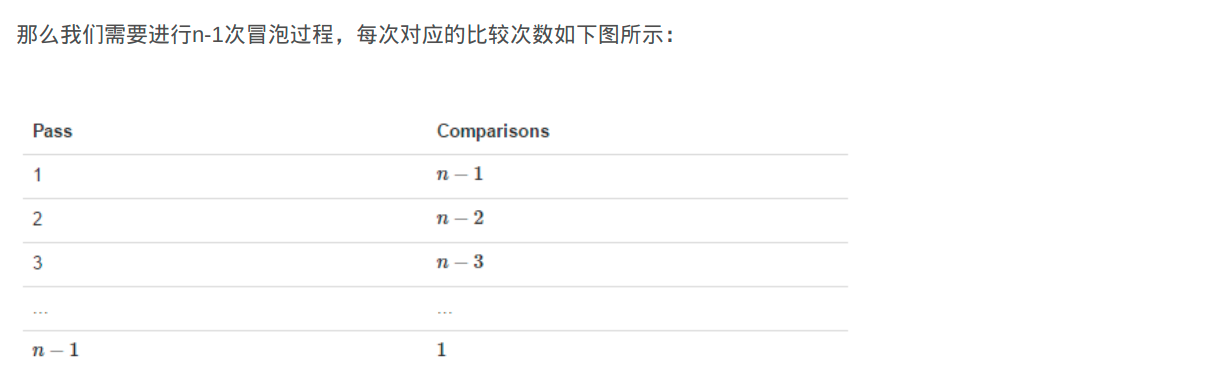 那么我们需要进行n-1次冒泡过程，每次对应的比较次数如下图所示：
Pass Comparisons
1 n − 1
2 n − 2
3 n − 3
... ...
n − 1 1